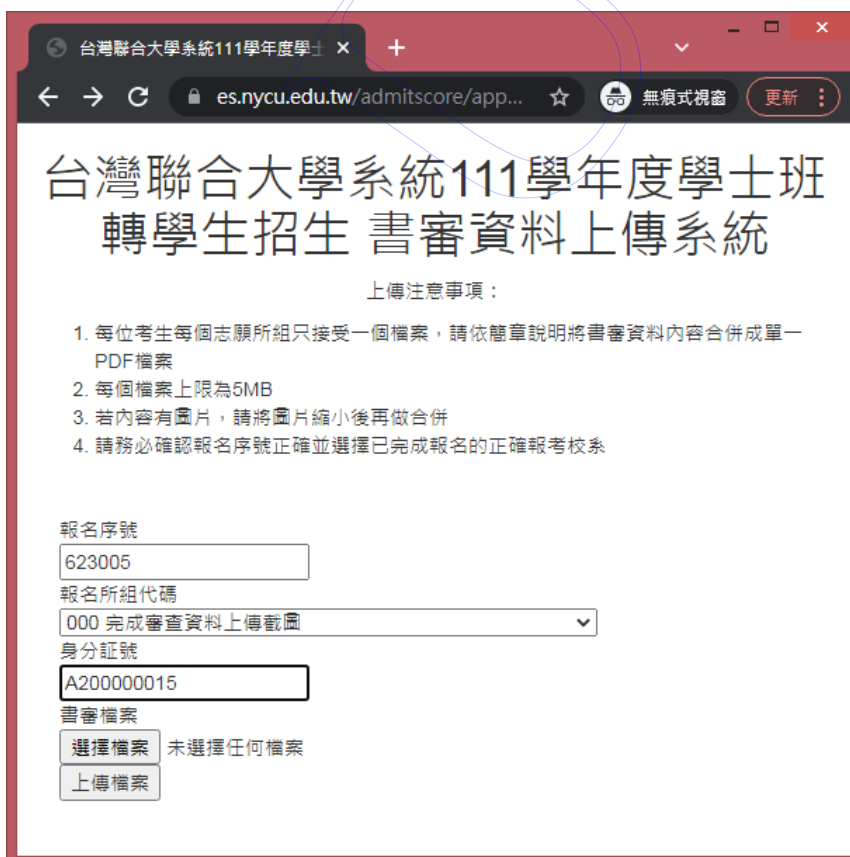 台灣聯合大學系統111學年度學士
es.nycu.edu.tw/admitscore/app...
無痕式視窗
更新
台灣聯合大學系統111學年度學士班
轉學生招生 書審資料上傳系統
上傳注意事項：
1. 每位考生每個志願所組只接受一個檔案，請依簡章說明將書審資料內容合併成單一
PDF檔案
2. 每個檔案上限為5MB
3. 若內容有圖片，請將圖片縮小後再做合併
4. 請務必確認報名序號正確並選擇已完成報名的正確報考校系
報名序號
623005
報名所組代碼
000 完成審查資料上傳截圖
身分証號
A200000015
書審檔案
選擇檔案 未選擇任何檔案
上傳檔案